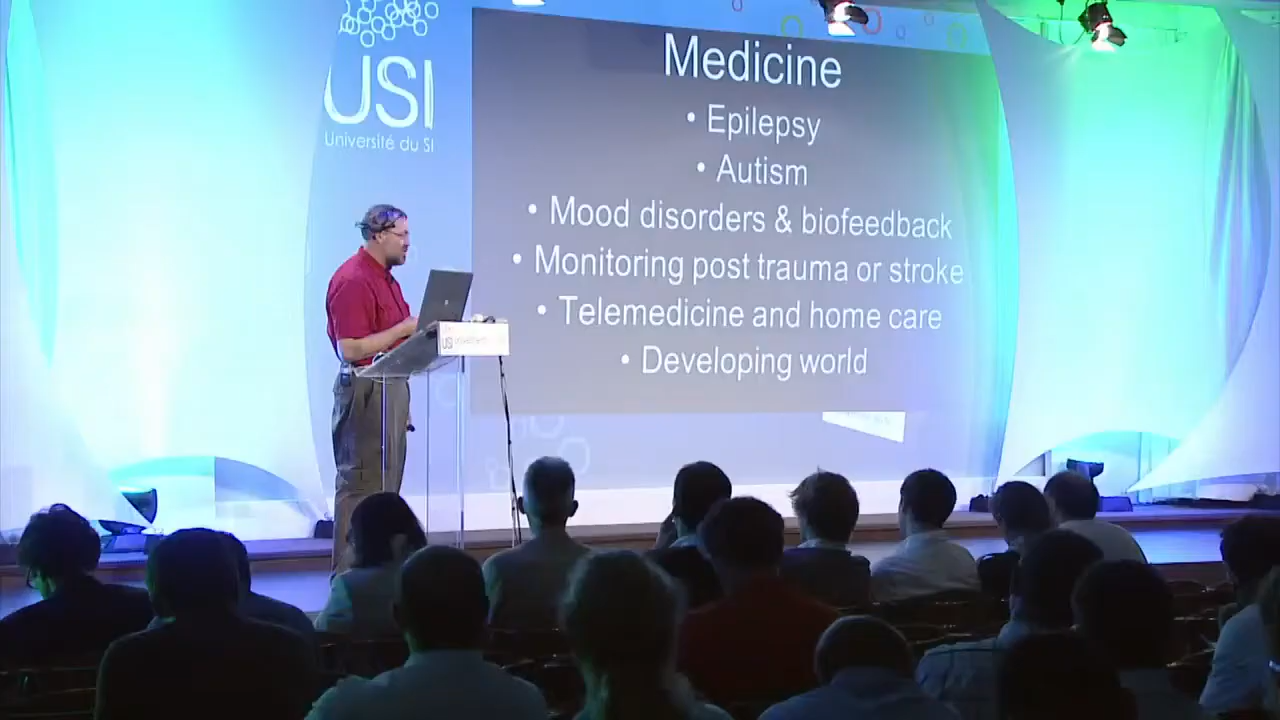 USI
Université du SI
Medicine
• Epilepsy
• Autism
• Mood disorders & biofeedback
• Monitoring post trauma or stroke
• Telemedicine and home care
• Developing world
USI